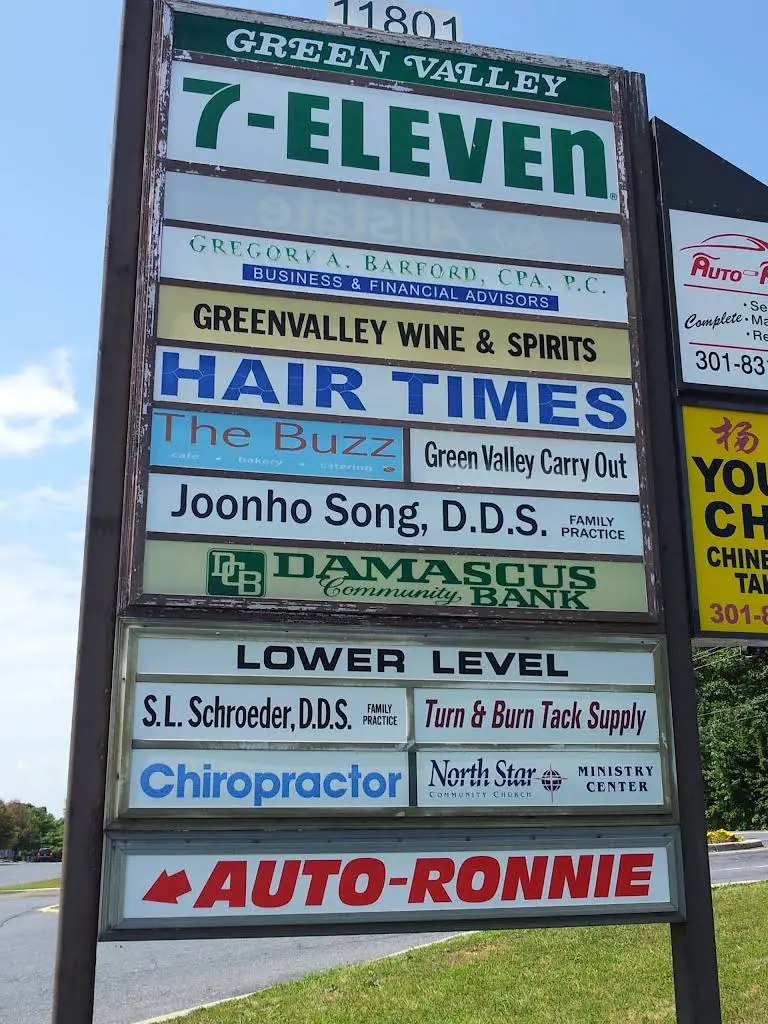 11801
GREEN VALLEY
7-ELEVEn®
Allstate
GREGORY A. BARFORD, CPA, P.C.
BUSINESS & FINANCIAL ADVISORS
GREENVALLEY WINE & SPIRITS
HAIR TIMES
The Buzz
cafe • bakery • catering
Green Valley Carry Out
Joonho Song, D.D.S. FAMILY PRACTICE
DCB DAMASCUS
Community BANK
LOWER LEVEL
S.L. Schroeder, D.D.S. FAMILY PRACTICE
Turn & Burn Tack Supply
Chiropractor
North Star
COMMUNITY CHURCH
MINISTRY CENTER
AUTO-RONNIE
AUTO-
Complete
301-83
杨
YOU
CH
CHINE
TA
301-8